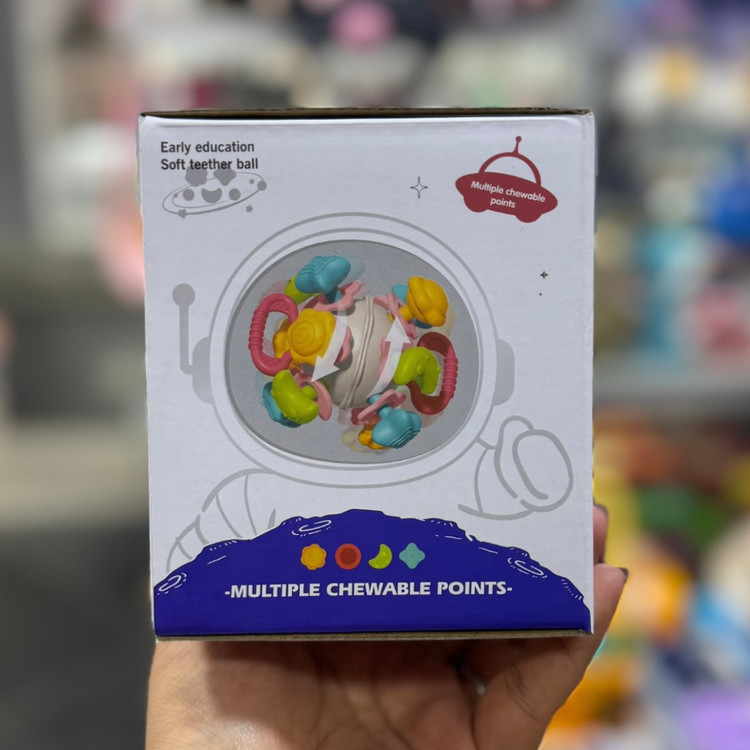 Early education
Soft teether ball
Multiple chewable
points
-MULTIPLE CHEWABLE POINTS-